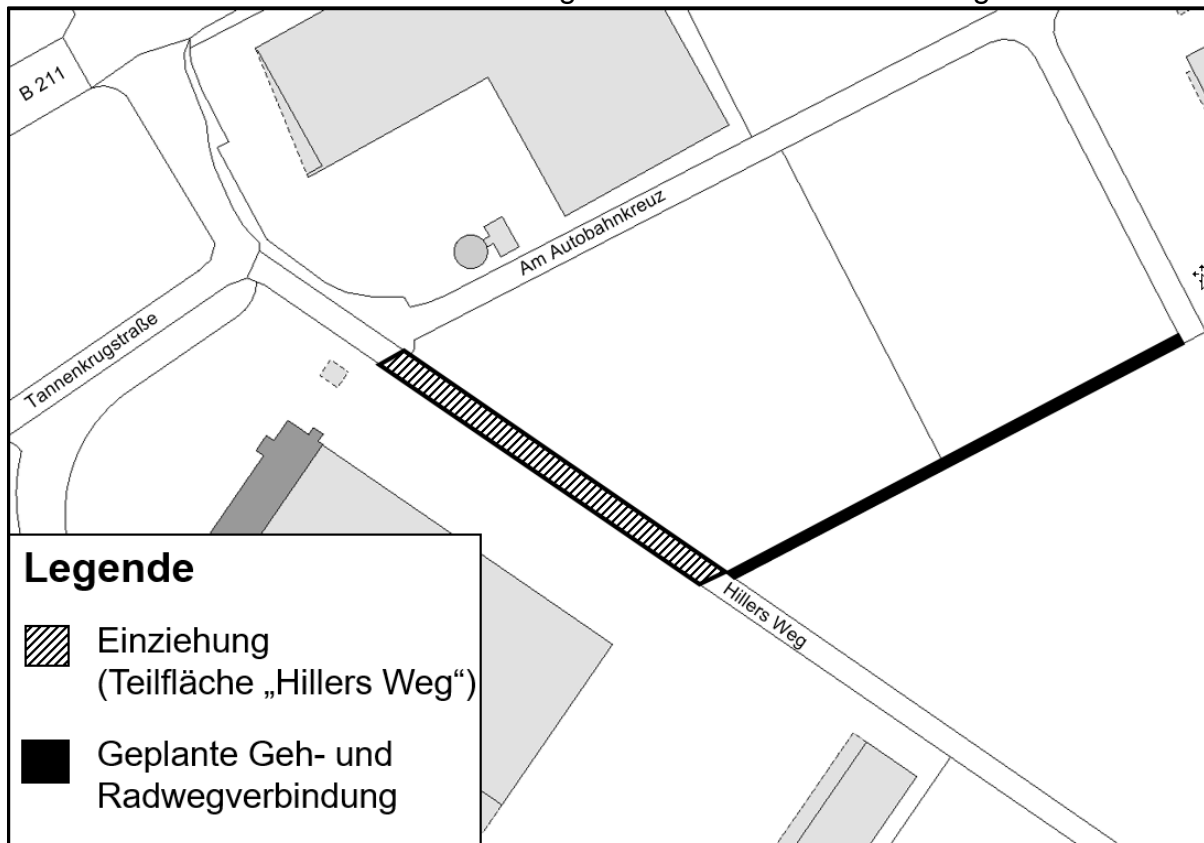 B 211
Am Autobahnkreuz
Tannenkrugstraße
Hillers Weg
Legende
Einziehung
(Teilfläche „Hillers Weg“)
Geplante Geh- und
Radwegverbindung